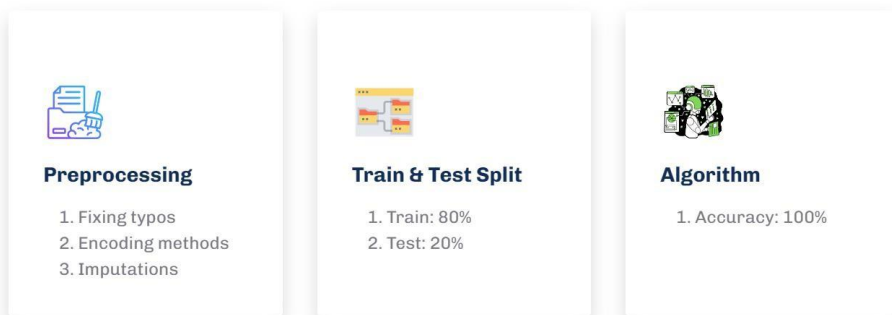 Preprocessing
1. Fixing typos
2. Encoding methods
3. Imputations
Train & Test Split
1. Train: 80%
2. Test: 20%
Algorithm
1. Accuracy: 100%